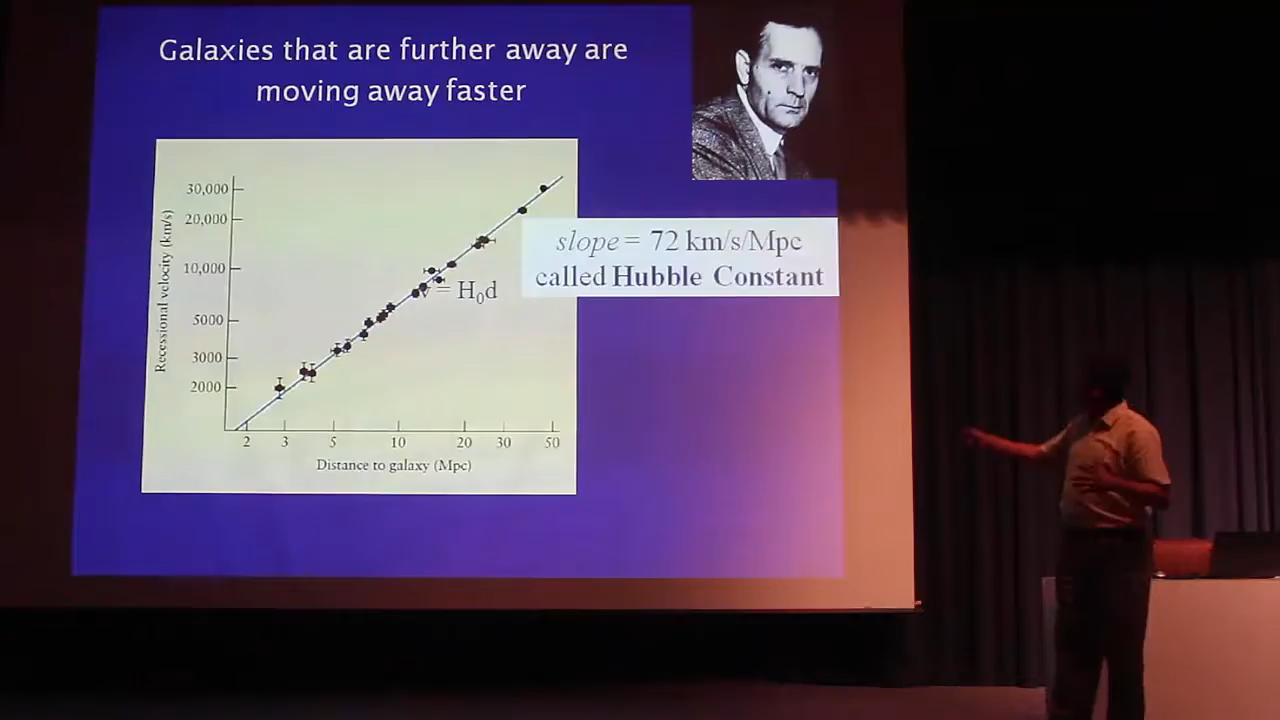 Galaxies that are further away are
moving away faster
30,000
20,000
10,000
5000
3000
2000
Recessional velocity (km/s)
2 3 5 10 20 30 50
Distance to galaxy (Mpc)
v = H₀d
slope = 72 km/s/Mpc
called Hubble Constant